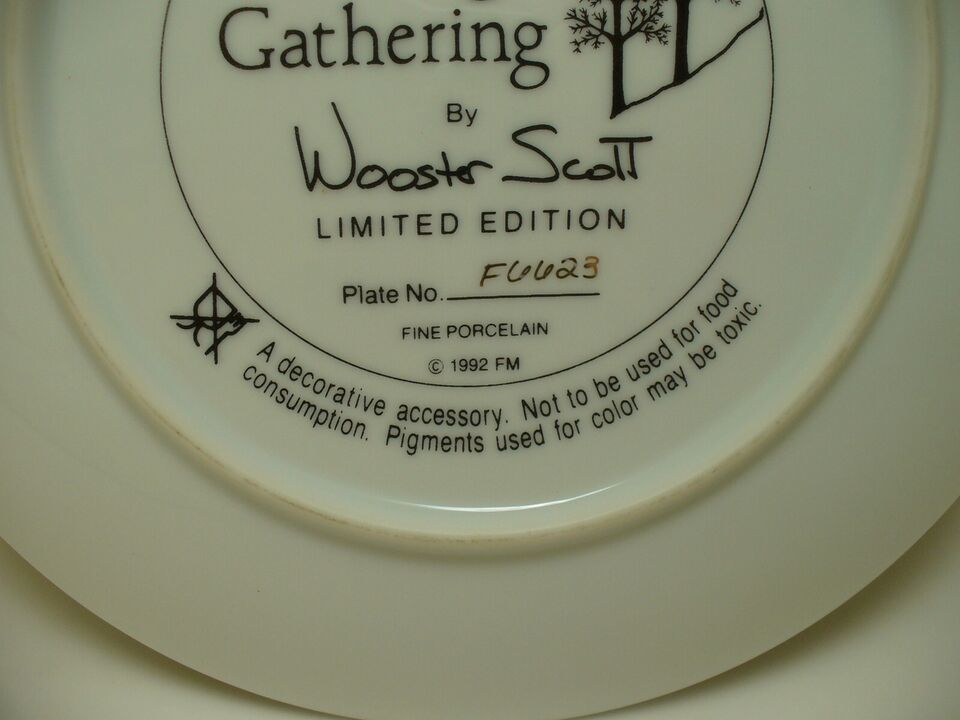 Gathering
By
Wooster Scott
LIMITED EDITION
Plate No. F6623
FINE PORCELAIN
© 1992 FM
A decorative accessory. Not to be used for food
consumption. Pigments used for color may be toxic.